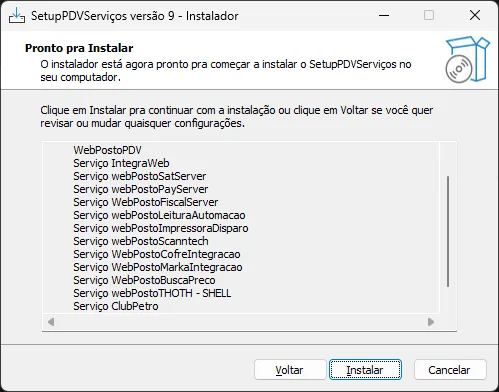 SetupPDVServiços versão 9 - Instalador
Pronto pra Instalar
O instalador está agora pronto pra começar a instalar o SetupPDVServiços no
seu computador.
Clique em Instalar pra continuar com a instalação ou clique em Voltar se você quer
revisar ou mudar quaisquer configurações.
WebPostoPDV
Serviço IntegraWeb
Serviço webPostoSatServer
Serviço webPostoPayServer
Serviço WebPostoFiscalServer
Serviço webPostoLeituraAutomacao
Serviço webPostoImpressoraDisparo
Serviço webPostoScanntech
Serviço WebPostoCofreIntegracao
Serviço webPostoMarkaIntegracao
Serviço webPostoBuscaPreco
Serviço webPostoTHOTH - SHELL
Serviço ClubPetro
Voltar
Instalar
Cancelar